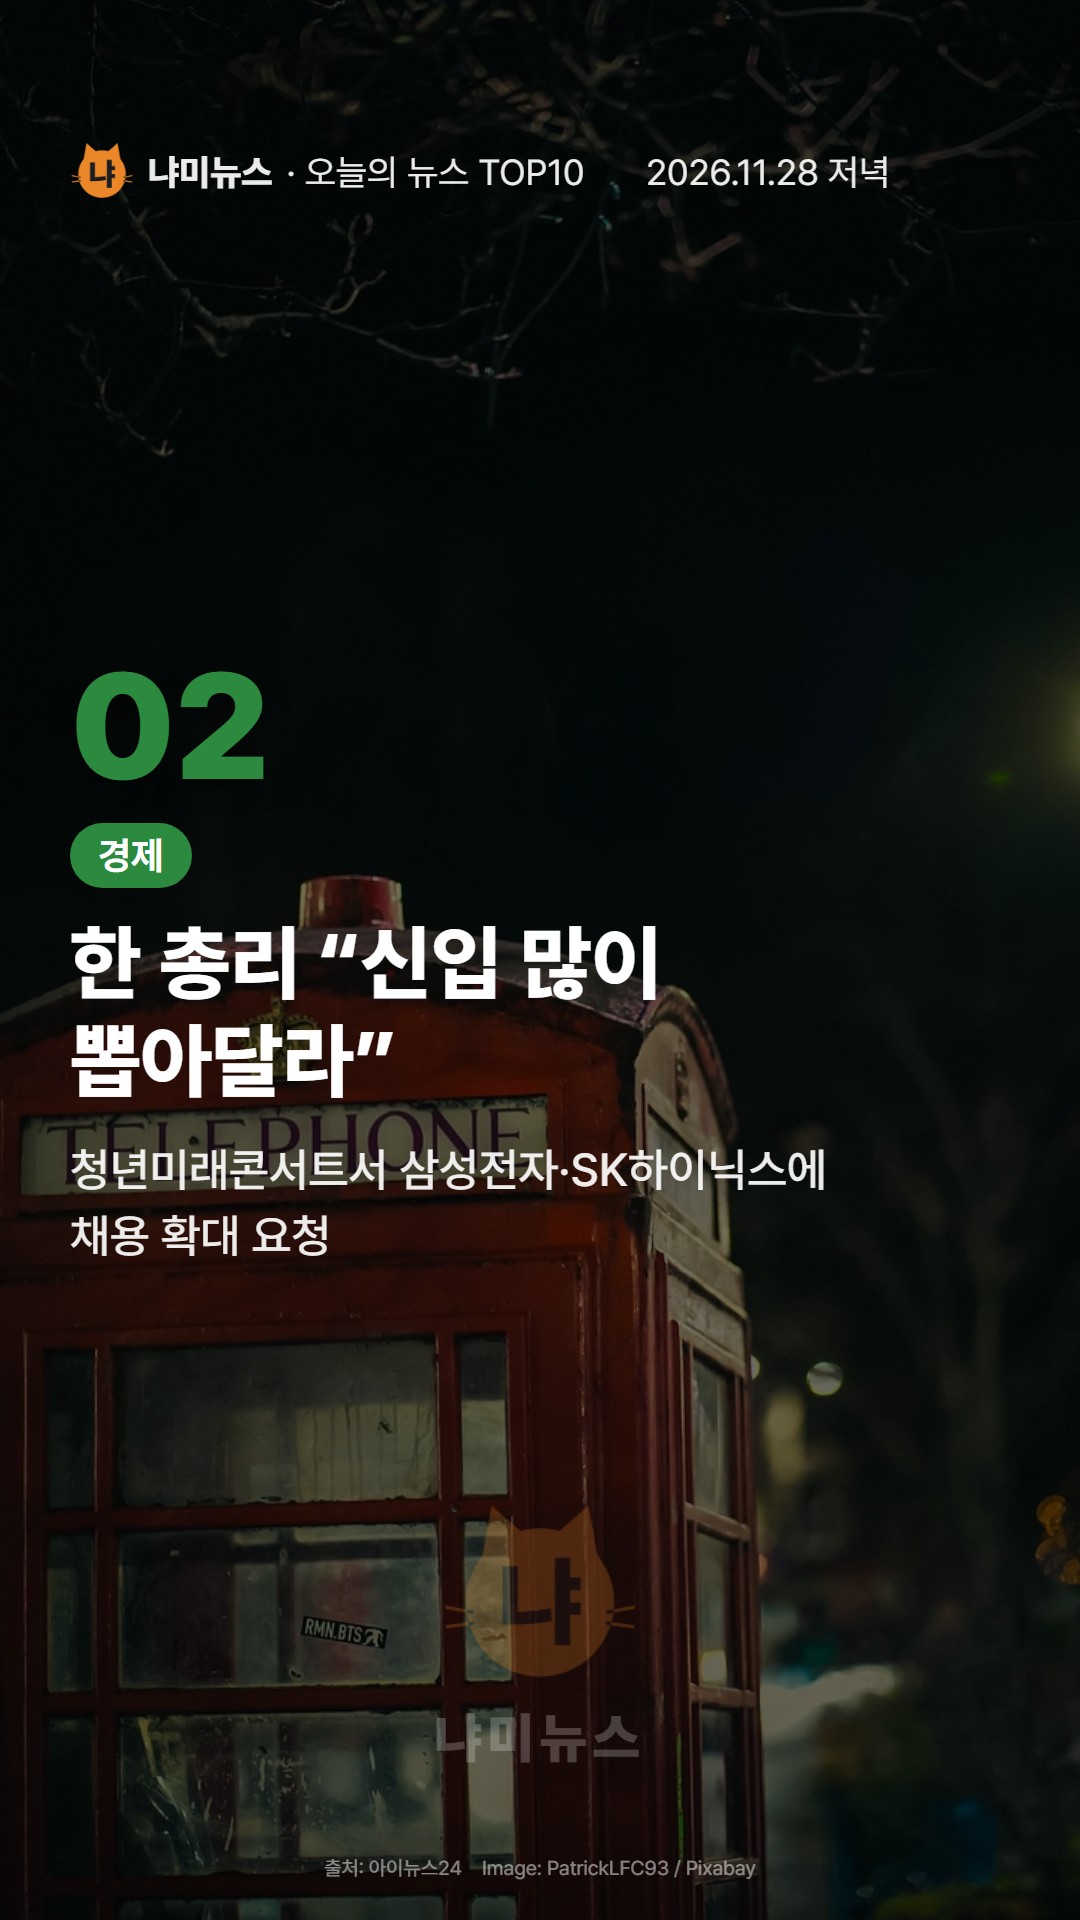 냐 냐미뉴스 · 오늘의 뉴스 TOP10 2026.11.28 저녁
02
경제
한 총리 “신입 많이
뽑아달라”
TELEPHONE
청년미래콘서트서 삼성전자·SK하이닉스에
채용 확대 요청
RMN.BTS
냐
냐미뉴스
출처: 아이뉴스24 Image: PatrickLFC93 / Pixabay